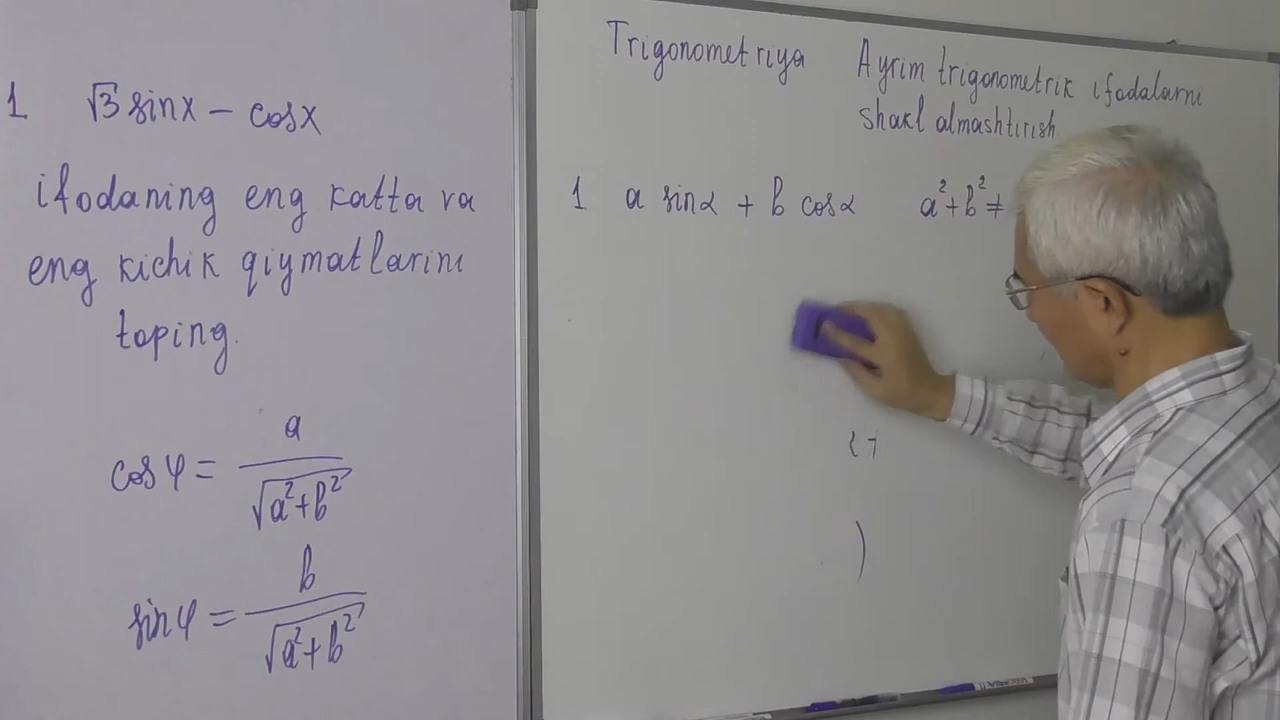 1 √3 sinx − cosx
ifodaning eng katta va
eng kichik qiymatlarini
toping.
cosφ = a / √(a²+b²)
sinφ = b / √(a²+b²)
Trigonometriya
Ayrim trigonometrik ifodalarni
shakl almashtirish
1 a sinα + b cosα a²+b² ≠